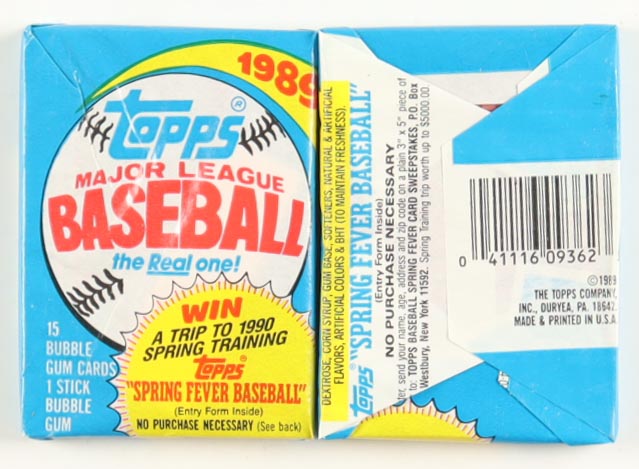 1989
topps®
MAJOR LEAGUE
BASEBALL
the Real one!
WIN
A TRIP TO 1990
SPRING TRAINING
topps
"SPRING FEVER BASEBALL"
(Entry Form Inside)
NO PURCHASE NECESSARY (See back)
15
BUBBLE
GUM CARDS
1 STICK
BUBBLE
GUM
DEXTROSE, CORN SYRUP, GUM BASE, SOFTENERS, NATURAL & ARTIFICIAL
FLAVORS, ARTIFICIAL COLORS & BHT (TO MAINTAIN FRESHNESS).
topps "SPRING FEVER BASEBALL"
(Entry Form Inside)
NO PURCHASE NECESSARY
send your name, age, address and zip code on a plain 3" x 5" piece of
to: TOPPS BASEBALL SPRING FEVER CARD SWEEPSTAKES, P.O. Box
Westbury, New York 11592. Spring Training trip worth up to $5000.00.
0 41116 09362
©1989
THE TOPPS COMPANY,
INC., DURYEA, PA. 18642
MADE & PRINTED IN U.S.A.